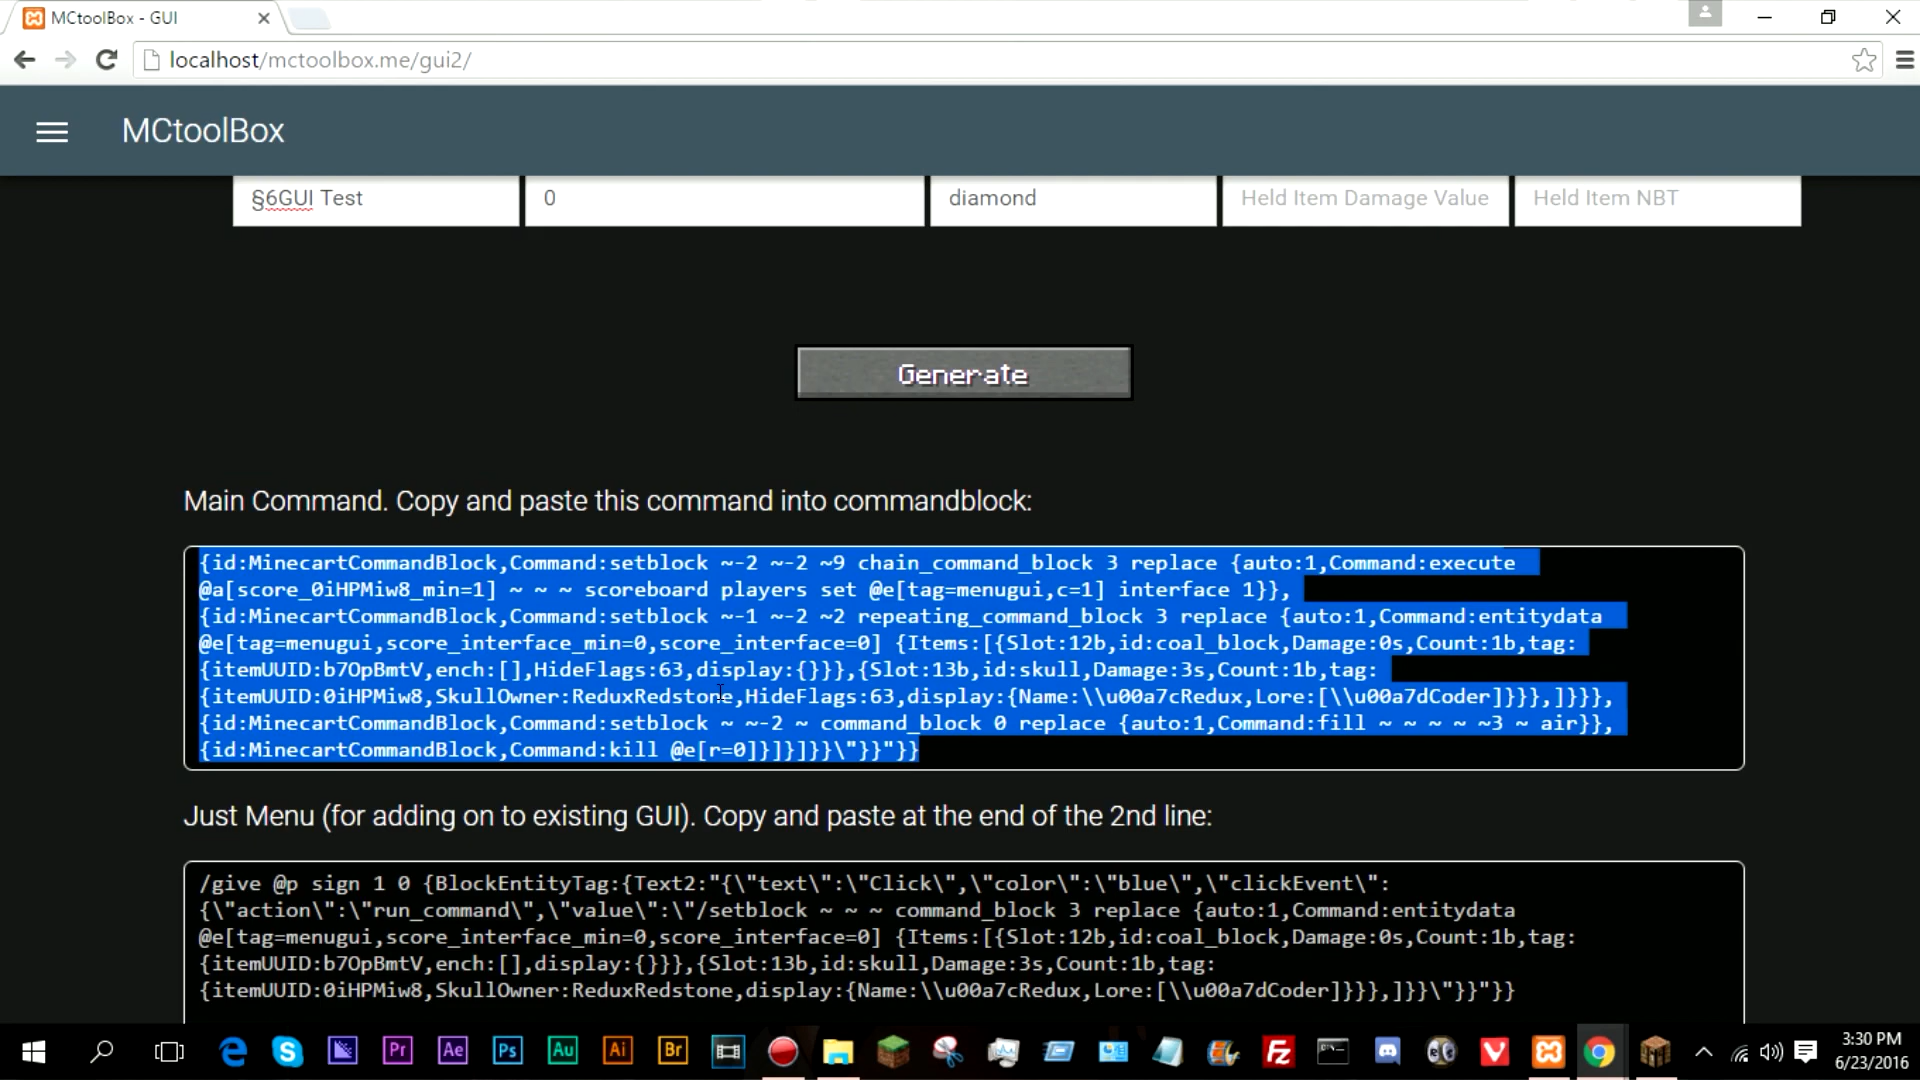 MCtoolBox - GUI
localhost/mctoolbox.me/gui2/
MCtoolBox
§6GUI Test
0
diamond
Held Item Damage Value
Held Item NBT
Generate
Main Command. Copy and paste this command into commandblock:
{id:MinecartCommandBlock,Command:setblock ~-2 ~-2 ~9 chain_command_block 3 replace {auto:1,Command:execute
@a[score_0iHPMiw8_min=1] ~ ~ ~ scoreboard players set @e[tag=menugui,c=1] interface 1}},
{id:MinecartCommandBlock,Command:setblock ~-1 ~-2 ~2 repeating_command_block 3 replace {auto:1,Command:entitydata
@e[tag=menugui,score_interface_min=0,score_interface=0] {Items:[{Slot:12b,id:coal_block,Damage:0s,Count:1b,tag:
{itemUUID:b7OpBmtV,ench:[],HideFlags:63,display:{}}},{Slot:13b,id:skull,Damage:3s,Count:1b,tag:
{itemUUID:0iHPMiw8,SkullOwner:ReduxRedstone,HideFlags:63,display:{Name:\\u00a7cRedux,Lore:[\\u00a7dCoder]}}},]}}},
{id:MinecartCommandBlock,Command:setblock ~ ~-2 ~ command_block 0 replace {auto:1,Command:fill ~ ~ ~ ~ ~3 ~ air}},
{id:MinecartCommandBlock,Command:kill @e[r=0]}]}]}}\"}}"}}
Just Menu (for adding on to existing GUI). Copy and paste at the end of the 2nd line:
/give @p sign 1 0 {BlockEntityTag:{Text2:"{\"text\":\"Click\",\"color\":\"blue\",\"clickEvent\":
{\"action\":\"run_command\",\"value\":\"/setblock ~ ~ ~ command_block 3 replace {auto:1,Command:entitydata
@e[tag=menugui,score_interface_min=0,score_interface=0] {Items:[{Slot:12b,id:coal_block,Damage:0s,Count:1b,tag:
{itemUUID:b7OpBmtV,ench:[],display:{}}},{Slot:13b,id:skull,Damage:3s,Count:1b,tag:
{itemUUID:0iHPMiw8,SkullOwner:ReduxRedstone,display:{Name:\\u00a7cRedux,Lore:[\\u00a7dCoder]}}},]}}\"}}"}}
Pr
Ae
Ps
Au
Ai
Br
Fz
3:30 PM
6/23/2016